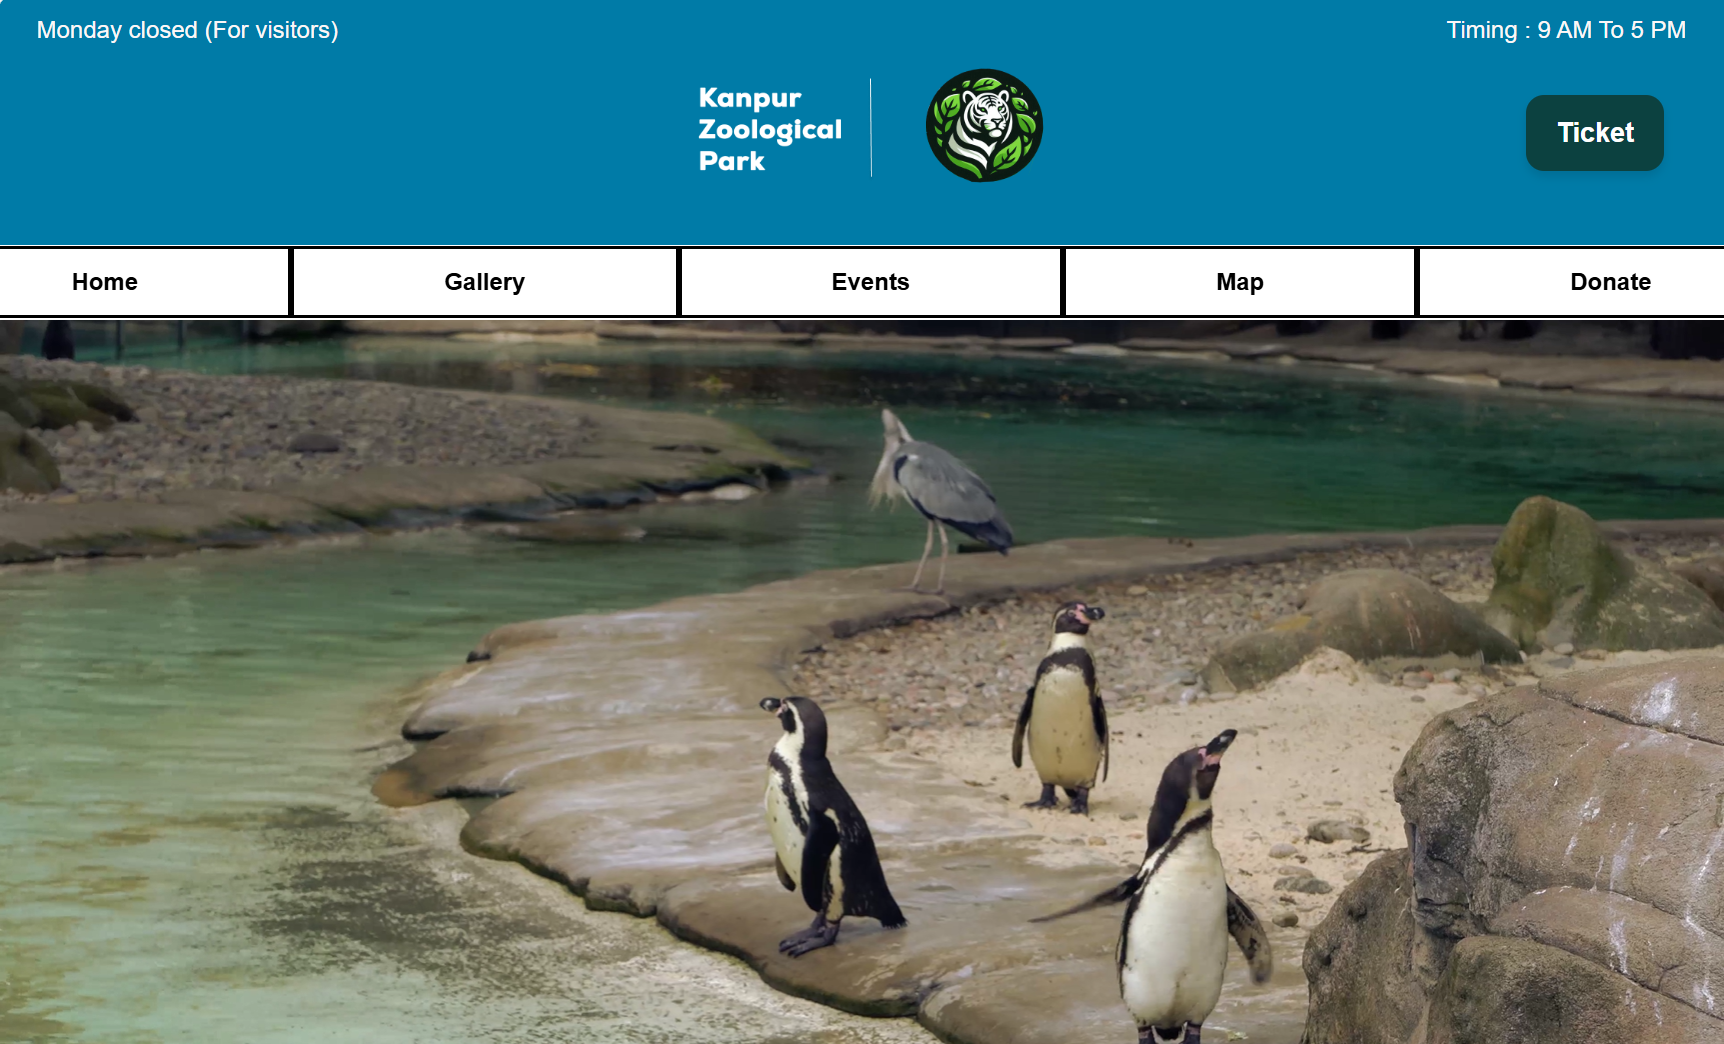 Monday closed (For visitors)
Timing : 9 AM To 5 PM
Kanpur
Zoological
Park
Ticket
Home
Gallery
Events
Map
Donate